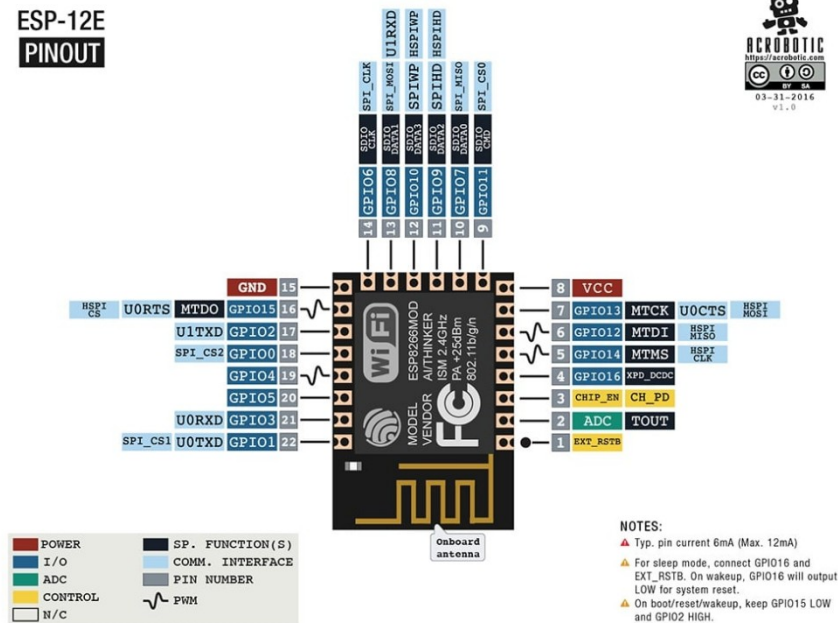 ESP-12E
PINOUT
ACROBOTIC
https://acrobotic.com
cc BY SA
03-31-2016
v1.0
U1RXD HSPIWP HSPIHD
SPI_CLK SPI_MOSI SPIWP SPIHD SPI_MISO SPI_CS0
SDIO CLK SDIO DATA1 SDIO DATA3 SDIO DATA2 SDIO DATA0 SDIO CMD
GPIO6 GPIO8 GPIO10 GPIO9 GPIO7 GPIO11
14 13 12 11 10 9
GND 15
HSPI CS U0RTS MTDO GPIO15 16
U1TXD GPIO2 17
SPI_CS2 GPIO0 18
GPIO4 19
GPIO5 20
U0RXD GPIO3 21
SPI_CS1 U0TXD GPIO1 22
WiFi
MODEL ESP8266MOD
VENDOR AI/THINKER
ISM 2.4GHz
PA +25dBm
802.11b/g/n
FC
8 VCC
7 GPIO13 MTCK U0CTS HSPI MOSI
6 GPIO12 MTDI HSPI MISO
5 GPIO14 MTMS HSPI CLK
4 GPIO16 XPD_DCDC
3 CHIP_EN CH_PD
2 ADC TOUT
1 EXT_RSTB
Onboard
antenna
POWER
I/O
ADC
CONTROL
N/C
SP. FUNCTION(S)
COMM. INTERFACE
PIN NUMBER
PWM
NOTES:
Typ. pin current 6mA (Max. 12mA)
For sleep mode, connect GPIO16 and
EXT_RSTB. On wakeup, GPIO16 will output
LOW for system reset.
On boot/reset/wakeup, keep GPIO15 LOW
and GPIO2 HIGH.